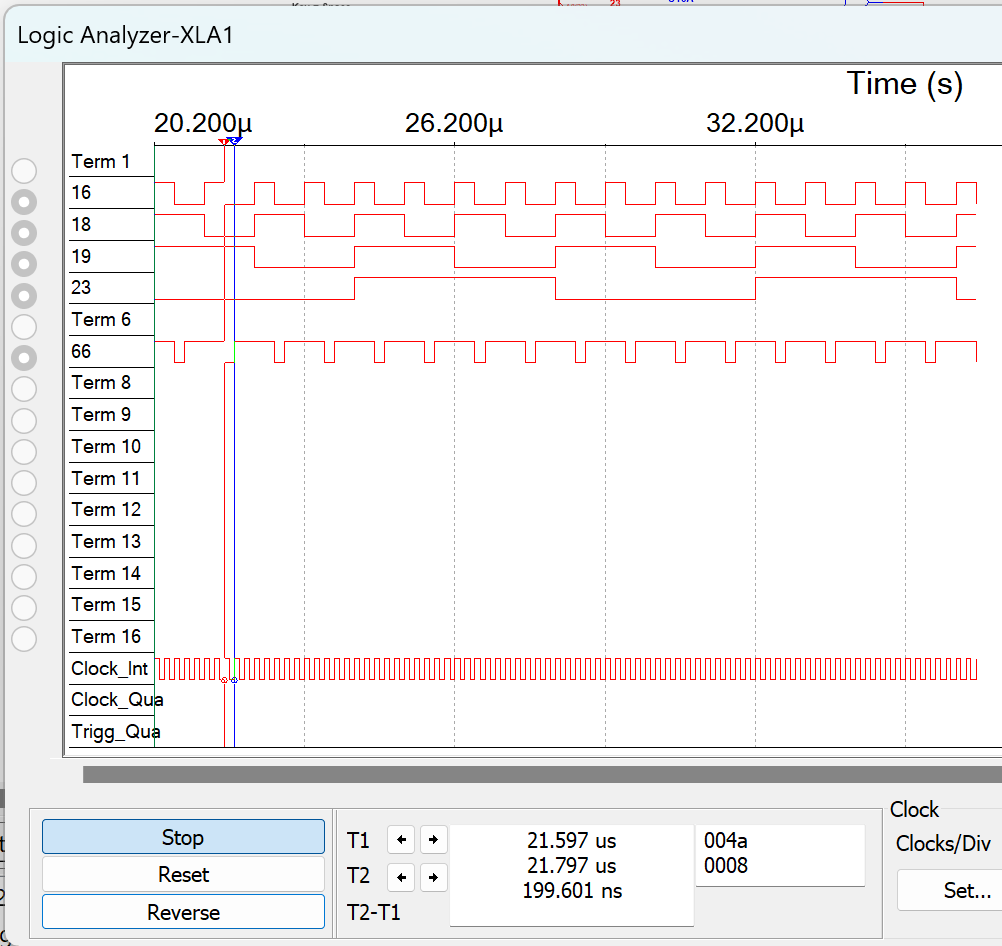 23
Logic Analyzer-XLA1
Time (s)
20.200µ 26.200µ 32.200µ
Term 1
16
18
19
23
Term 6
66
Term 8
Term 9
Term 10
Term 11
Term 12
Term 13
Term 14
Term 15
Term 16
Clock_Int
Clock_Qua
Trigg_Qua
Stop
Reset
Reverse
T1
T2
T2-T1
21.597 us
21.797 us
199.601 ns
004a
0008
Clock
Clocks/Div
Set...